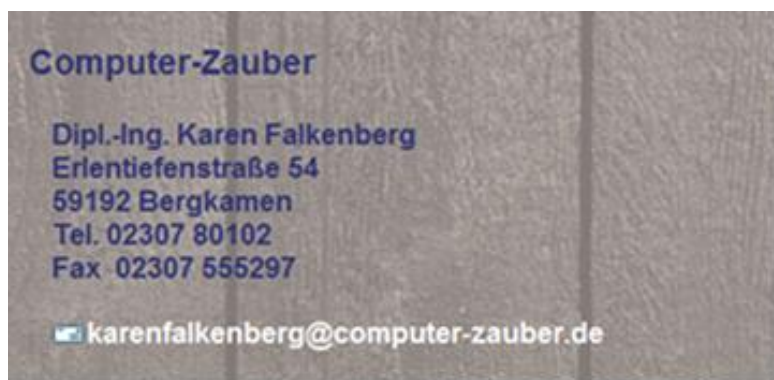 Computer-Zauber
Dipl.-Ing. Karen Falkenberg
Erlentiefenstraße 54
59192 Bergkamen
Tel. 02307 80102
Fax 02307 555297
karenfalkenberg@computer-zauber.de